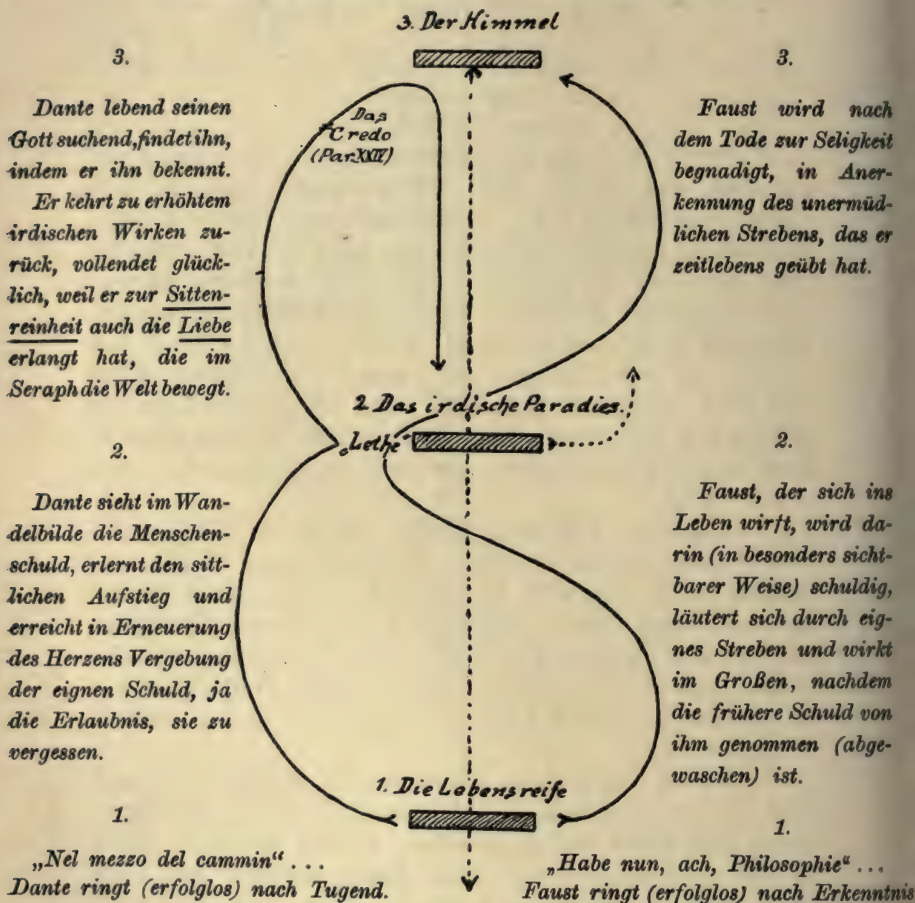 3. Der Himmel
3.
Dante lebend seinen
Gott suchend, findet ihn,
indem er ihn bekennt.
Er kehrt zu erhöhtem
irdischen Wirken zu-
rück, vollendet glück-
lich, weil er zur Sitten-
reinheit auch die Liebe
erlangt hat, die im
Seraph die Welt bewegt.
Das
Credo
(Par. XXIV)
3.
Faust wird nach
dem Tode zur Seligkeit
begnadigt, in Aner-
kennung des unermüd-
lichen Strebens, das er
zeitlebens geübt hat.
2. Das irdische Paradies.
„Lethe“
2.
Dante sieht im Wan-
delbilde die Menschen-
schuld, erlernt den sitt-
lichen Aufstieg und
erreicht in Erneuerung
des Herzens Vergebung
der eignen Schuld, ja
die Erlaubnis, sie zu
vergessen.
2.
Faust, der sich ins
Leben wirft, wird da-
rin (in besonders sicht-
barer Weise) schuldig,
läutert sich durch eig-
nes Streben und wirkt
im Großen, nachdem
die frühere Schuld von
ihm genommen (abge-
waschen) ist.
1. Die Lebensreife
1.
„Nel mezzo del cammin“ . . .
Dante ringt (erfolglos) nach Tugend.
1.
„Habe nun, ach, Philosophie“ . . .
Faust ringt (erfolglos) nach Erkenntnis